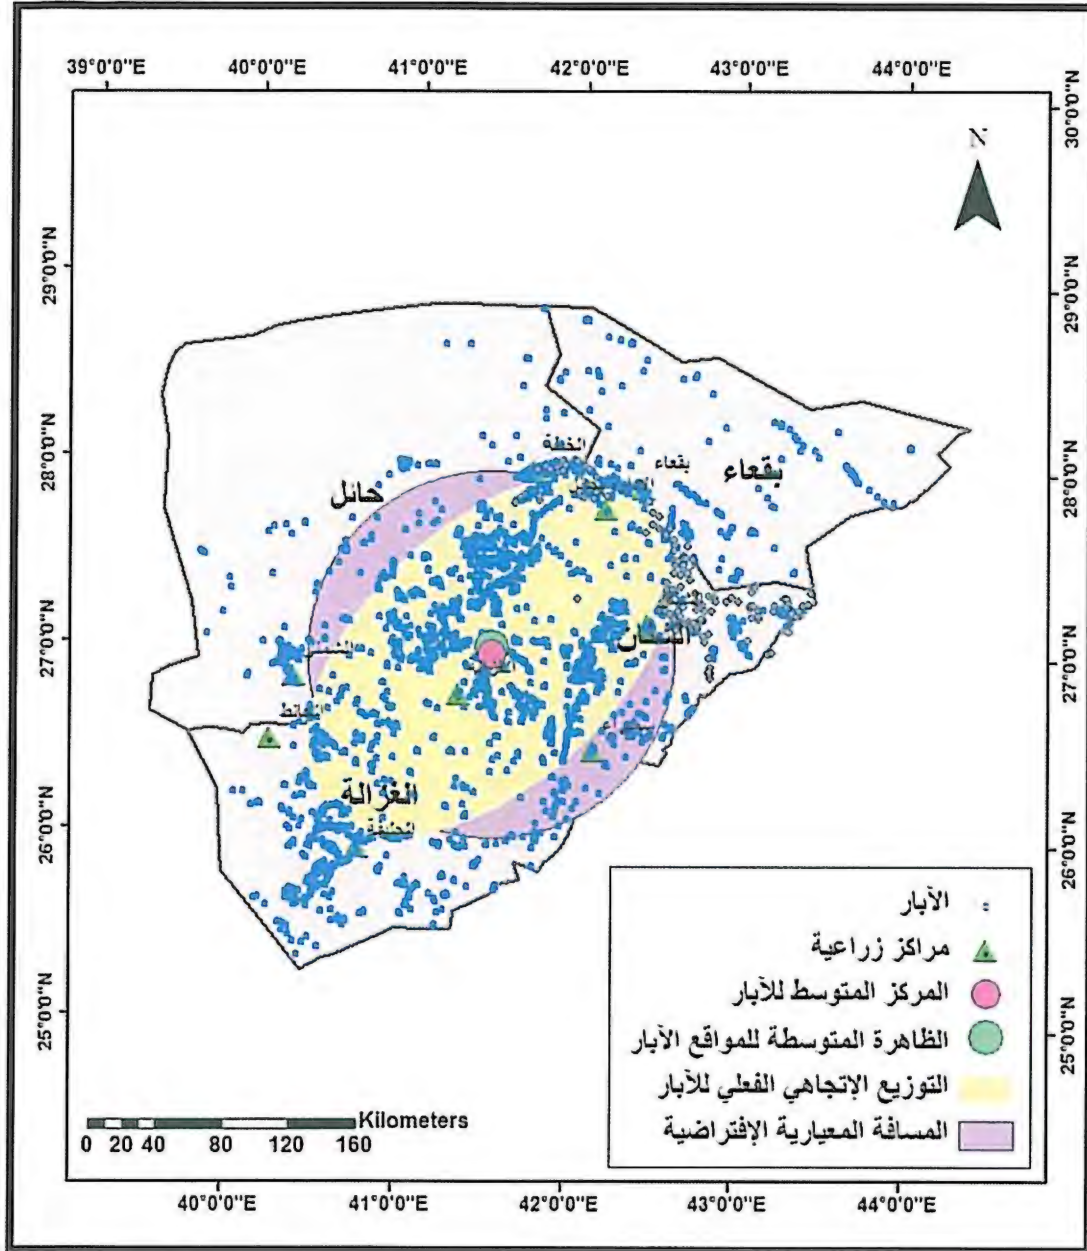 39°0'0"E 40°0'0"E 41°0'0"E 42°0'0"E 43°0'0"E 44°0'0"E
30°0'0"N
N
29°0'0"N
29°0'0"N
الخطة
بقعاء
بقعاء
حائل
28°0'0"N
28°0'0"N
السمان
27°0'0"N
27°0'0"N
الغزالة
26°0'0"N
26°0'0"N
25°0'0"N
25°0'0"N
الآبار
مراكز زراعية
المركز المتوسط للآبار
الظاهرة المتوسطة للمواقع الآبار
التوزيع الإتجاهي الفعلي للآبار
المسافة المعيارية الإفتراضية
Kilometers
0 20 40 80 120 160
40°0'0"E 41°0'0"E 42°0'0"E 43°0'0"E 44°0'0"E